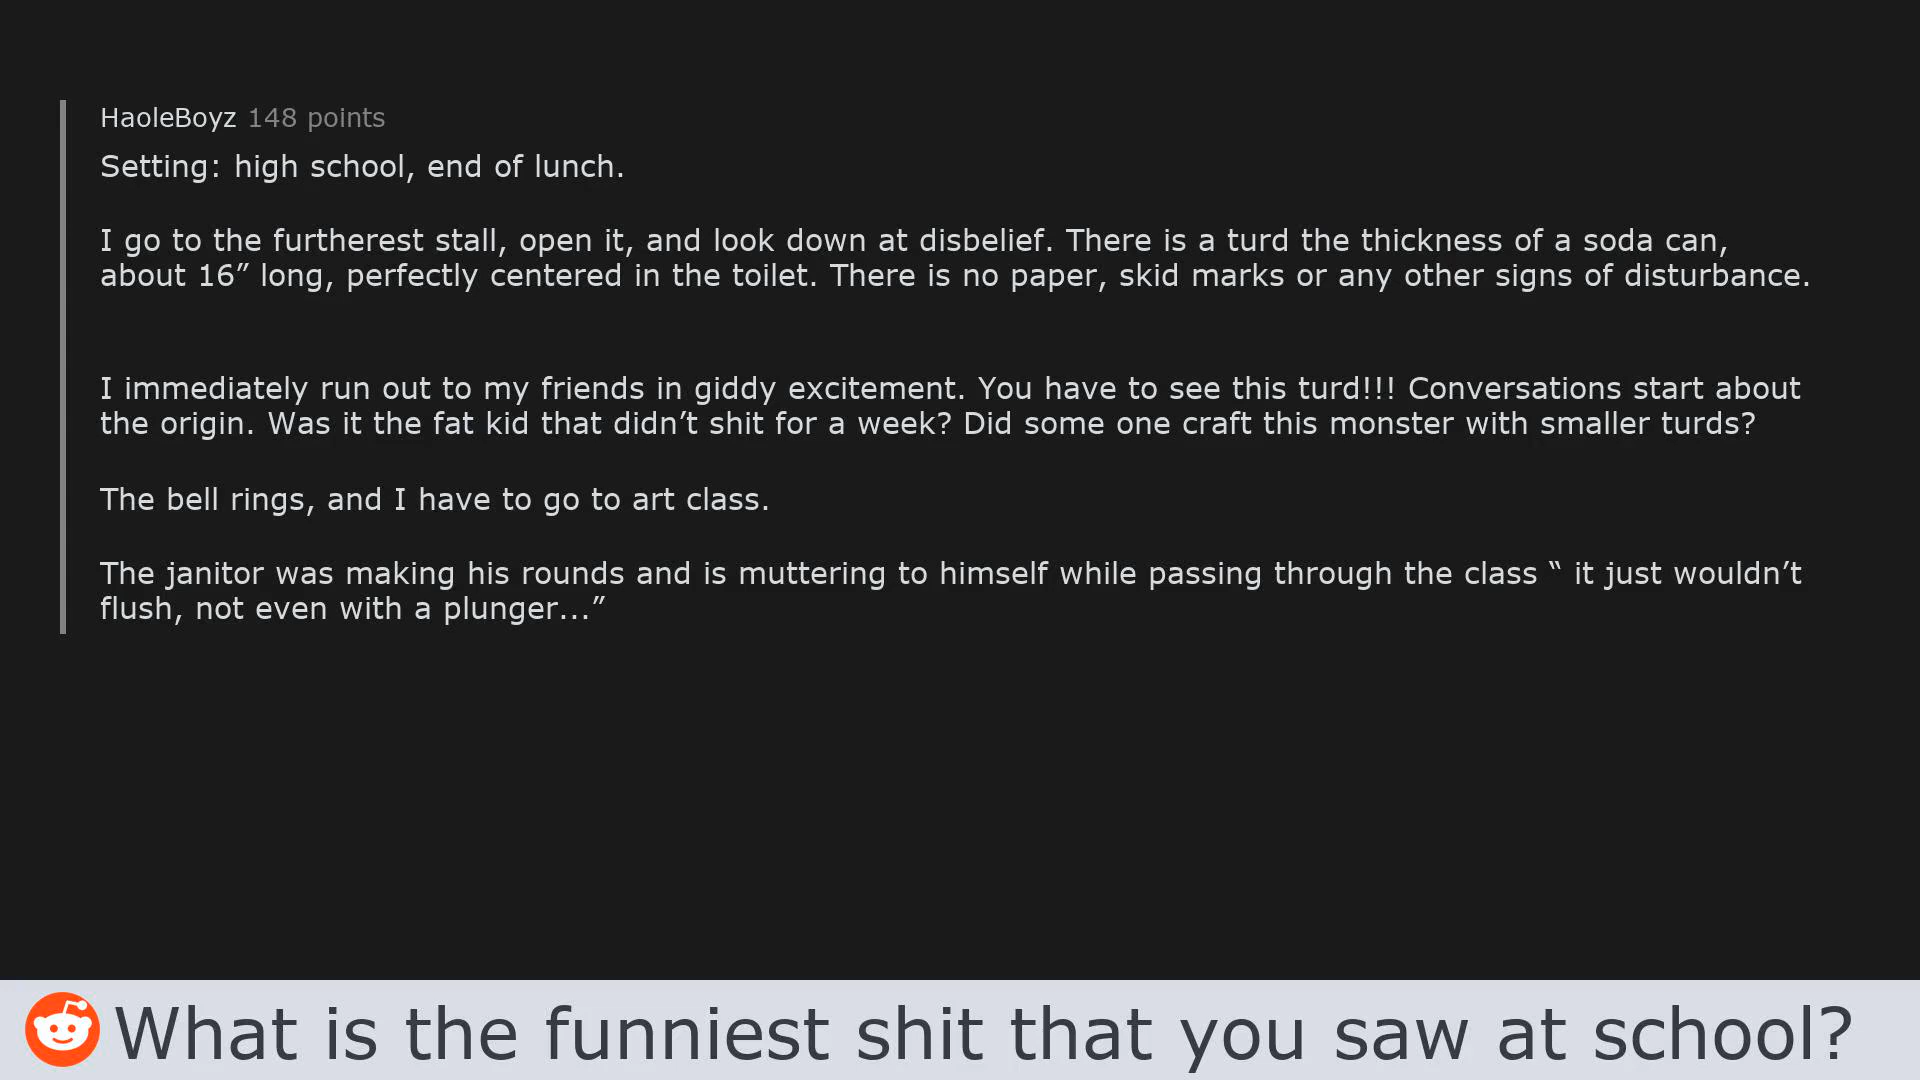 HaoleBoyz 148 points
Setting: high school, end of lunch.
I go to the furtherest stall, open it, and look down at disbelief. There is a turd the thickness of a soda can,
about 16” long, perfectly centered in the toilet. There is no paper, skid marks or any other signs of disturbance.
I immediately run out to my friends in giddy excitement. You have to see this turd!!! Conversations start about
the origin. Was it the fat kid that didn’t shit for a week? Did some one craft this monster with smaller turds?
The bell rings, and I have to go to art class.
The janitor was making his rounds and is muttering to himself while passing through the class “ it just wouldn’t
flush, not even with a plunger...”
What is the funniest shit that you saw at school?